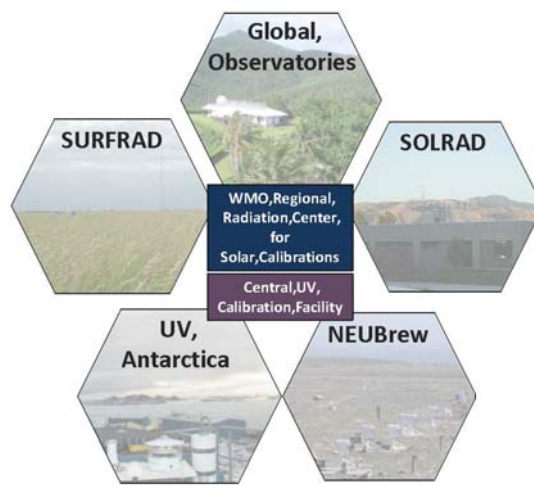 Global,
Observatories
SURFRAD
SOLRAD
WMO,Regional,
Radiation,Center,
for
Solar,Calibrations
Central,UV,
Calibration,Facility
UV,
Antarctica
NEUBrew